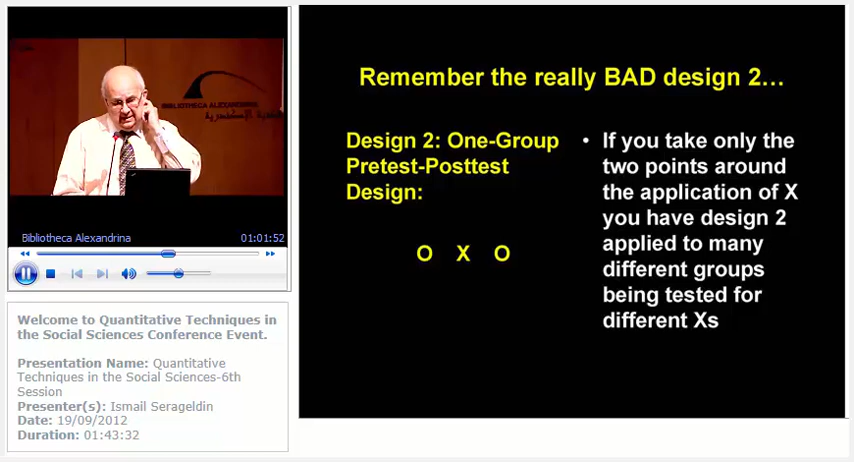 BIBLIOTHECA ALEXANDRINA
Bibliotheca Alexandrina
01:01:52
Welcome to Quantitative Techniques in
the Social Sciences Conference Event.
Presentation Name: Quantitative
Techniques in the Social Sciences-6th
Session
Presenter(s): Ismail Serageldin
Date: 19/09/2012
Duration: 01:43:32
Remember the really BAD design 2…
Design 2: One-Group
Pretest-Posttest
Design:
O X O
• If you take only the
two points around
the application of X
you have design 2
applied to many
different groups
being tested for
different Xs